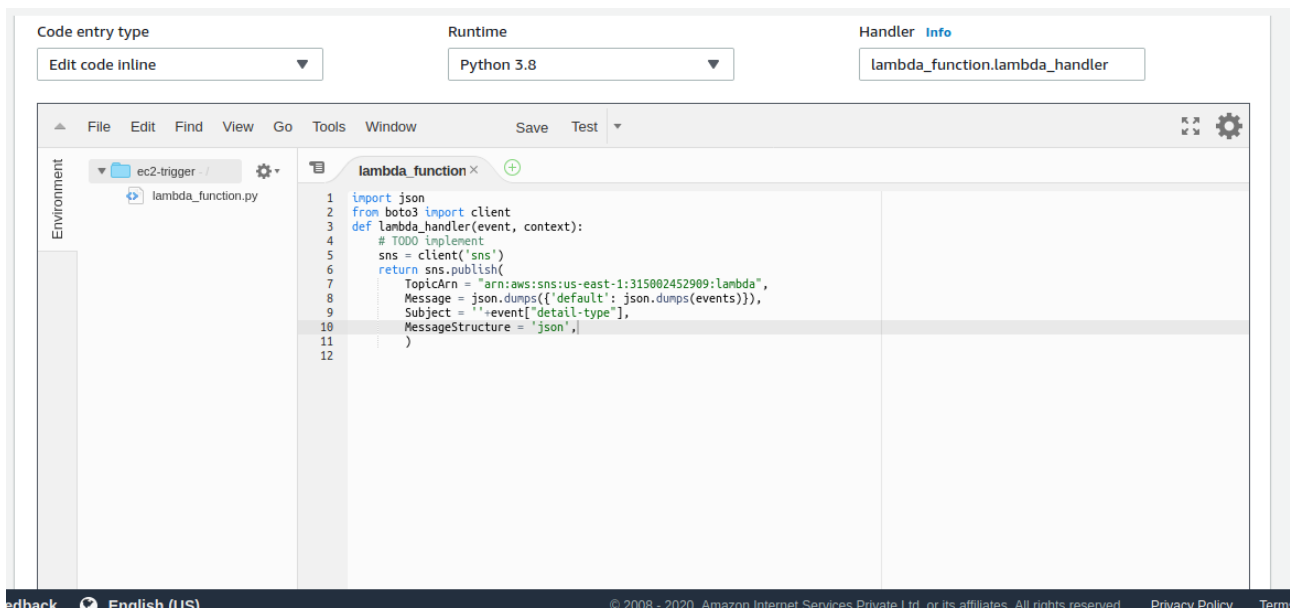 Code entry type Runtime Handler Info
Edit code inline Python 3.8 lambda_function.lambda_handler
File Edit Find View Go Tools Window Save Test
Environment
ec2-trigger - /
lambda_function.py
lambda_function ×
1 import json
2 from boto3 import client
3 def lambda_handler(event, context):
4 # TODO implement
5 sns = client('sns')
6 return sns.publish(
7 TopicArn = "arn:aws:sns:us-east-1:315002452909:lambda",
8 Message = json.dumps({'default': json.dumps(events)}),
9 Subject = ''+event["detail-type"],
10 MessageStructure = 'json',
11 )
12
edback English (US) © 2008 - 2020, Amazon Internet Services Private Ltd. or its affiliates. All rights reserved. Privacy Policy Term